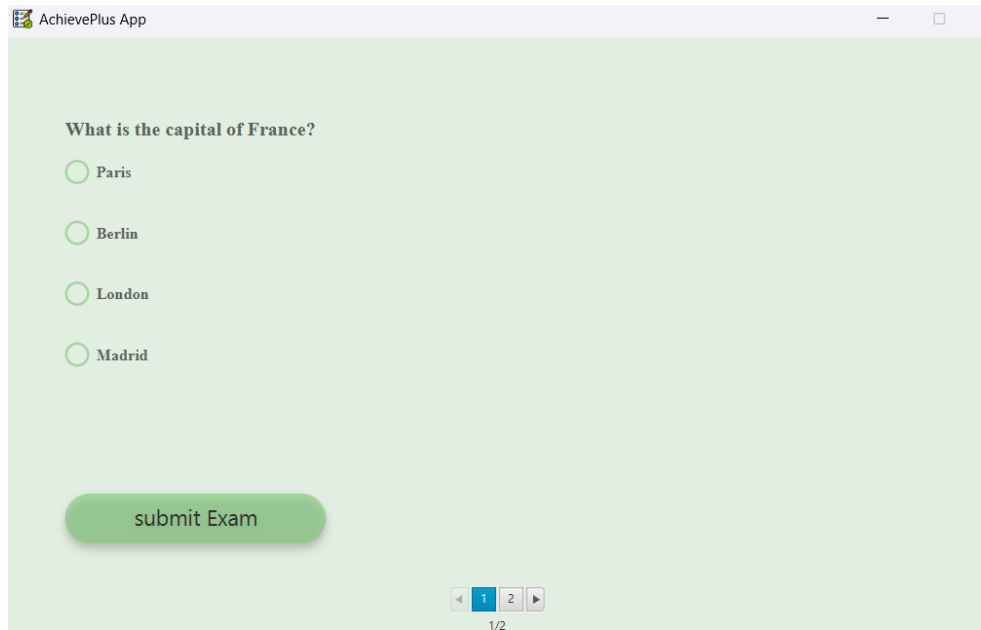 AchievePlus App
What is the capital of France?
Paris
Berlin
London
Madrid
submit Exam
1 2
1/2